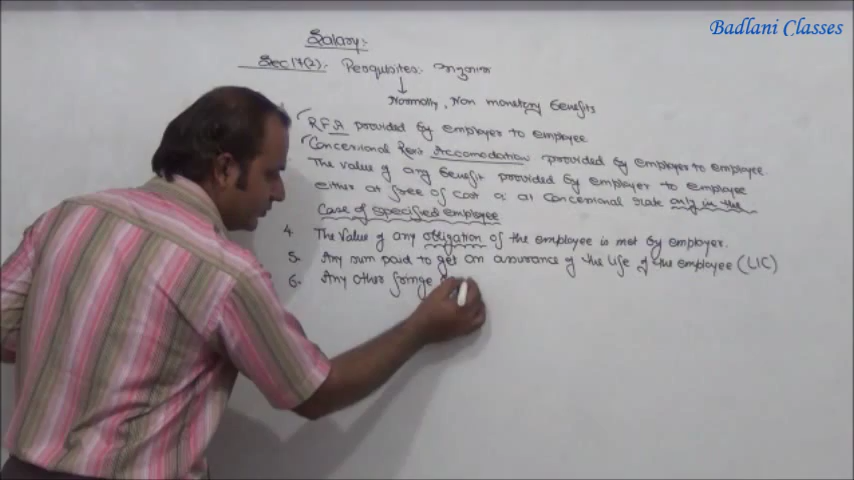 Badlani Classes
Salary:-
Sec 17(2):- Perquisites:-
Normally, Non monetary benefits
RFA provided by employer to employee
Concessional Rent Accomodation provided by employer to employee.
The value of any benefit provided by employer to employee
either at free of cost or at concessional rate only in the
case of specified employee
4. The value of any obligation of the employee is met by employer.
5. Any sum paid to get an assurance of the life of the employee (LIC)
6. Any other fringe